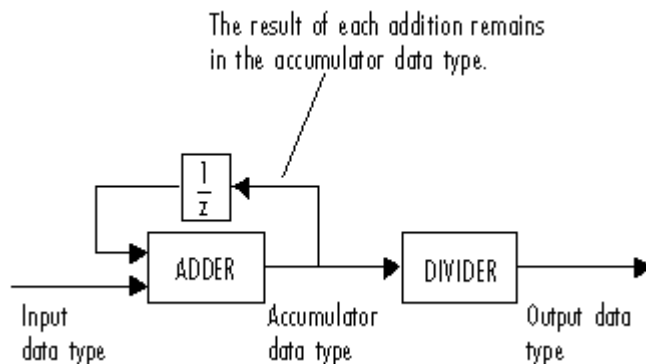 The result of each addition remains
in the accumulator data type.
1
z
ADDER
DIVIDER
Input
data type
Accumulator
data type
Output data
type